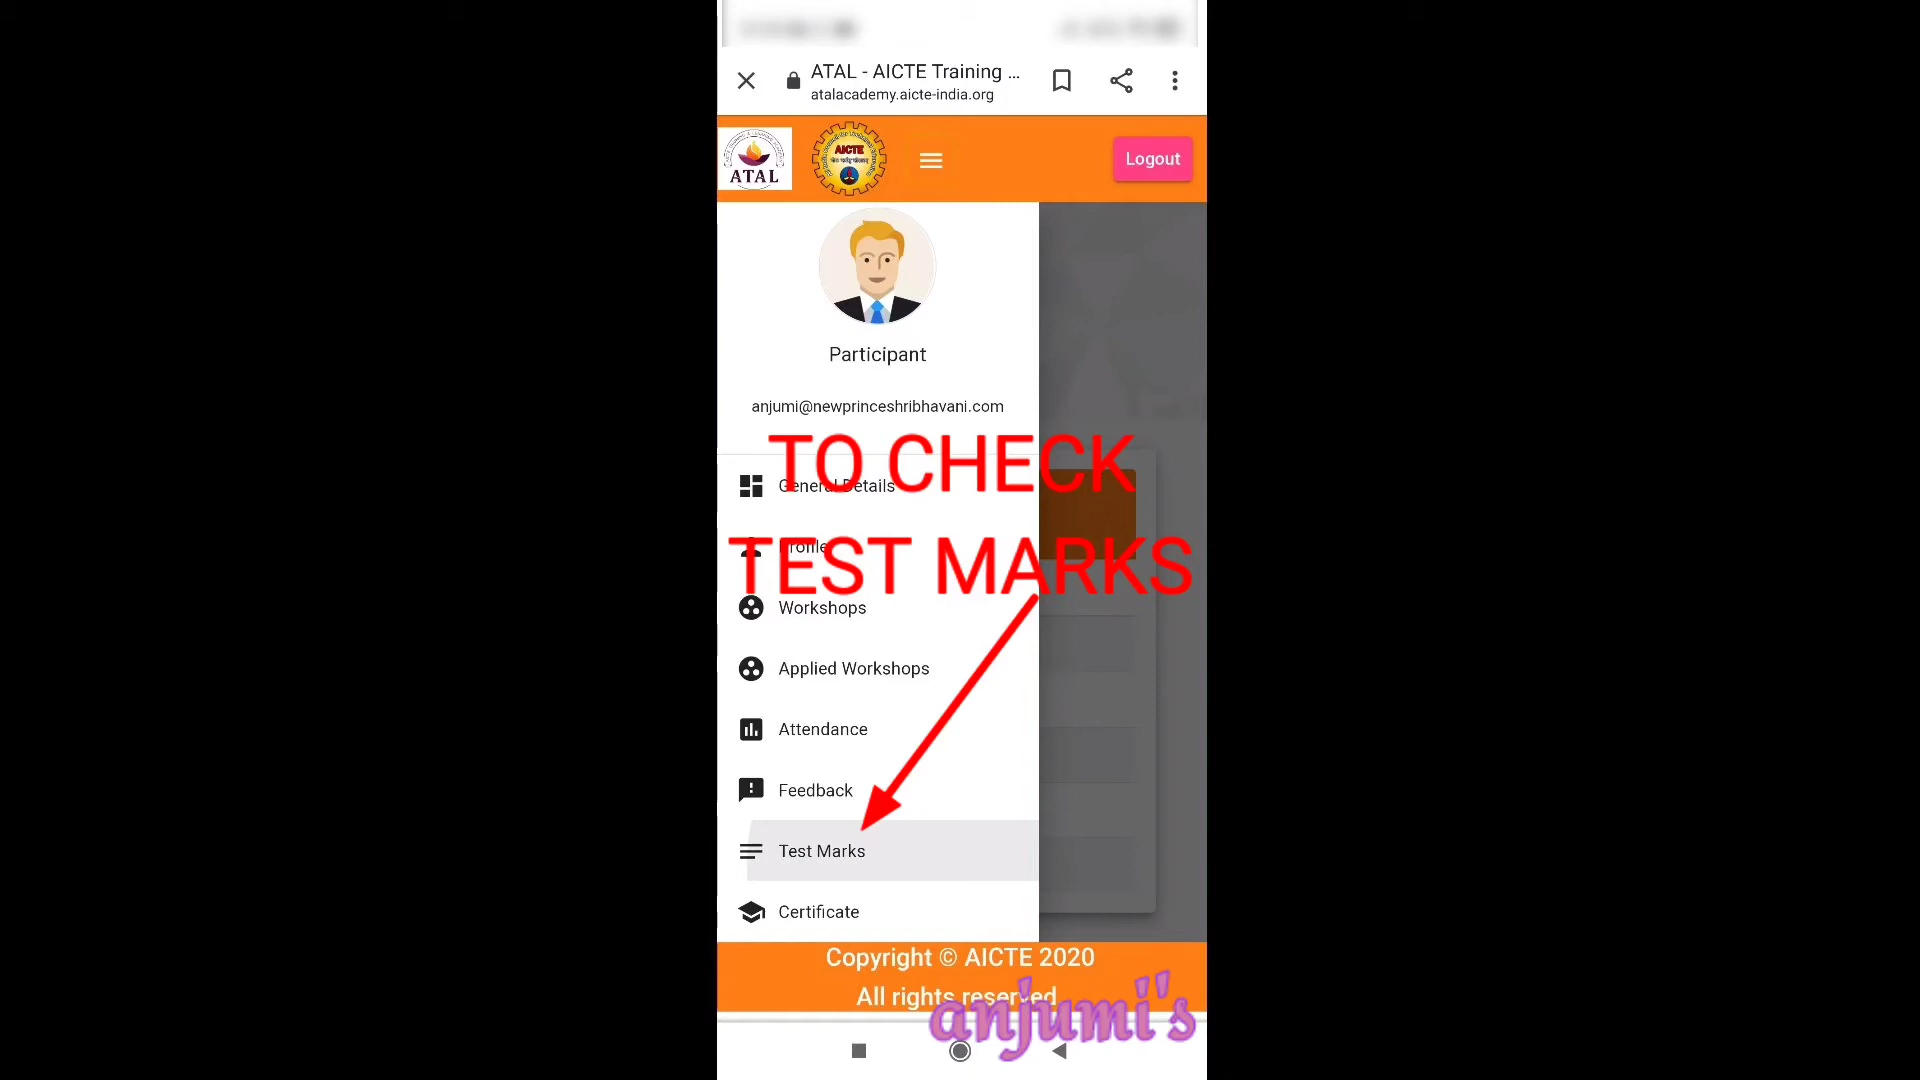 ATAL - AICTE Training ...
atalacademy.aicte-india.org
ATAL
AICTE
Logout
Participant
anjumi@newprinceshribhavani.com
TO CHECK
General Details
Profile
TEST MARKS
Workshops
Applied Workshops
Attendance
Feedback
Test Marks
Certificate
Copyright © AICTE 2020
All rights reserved
anjumi's